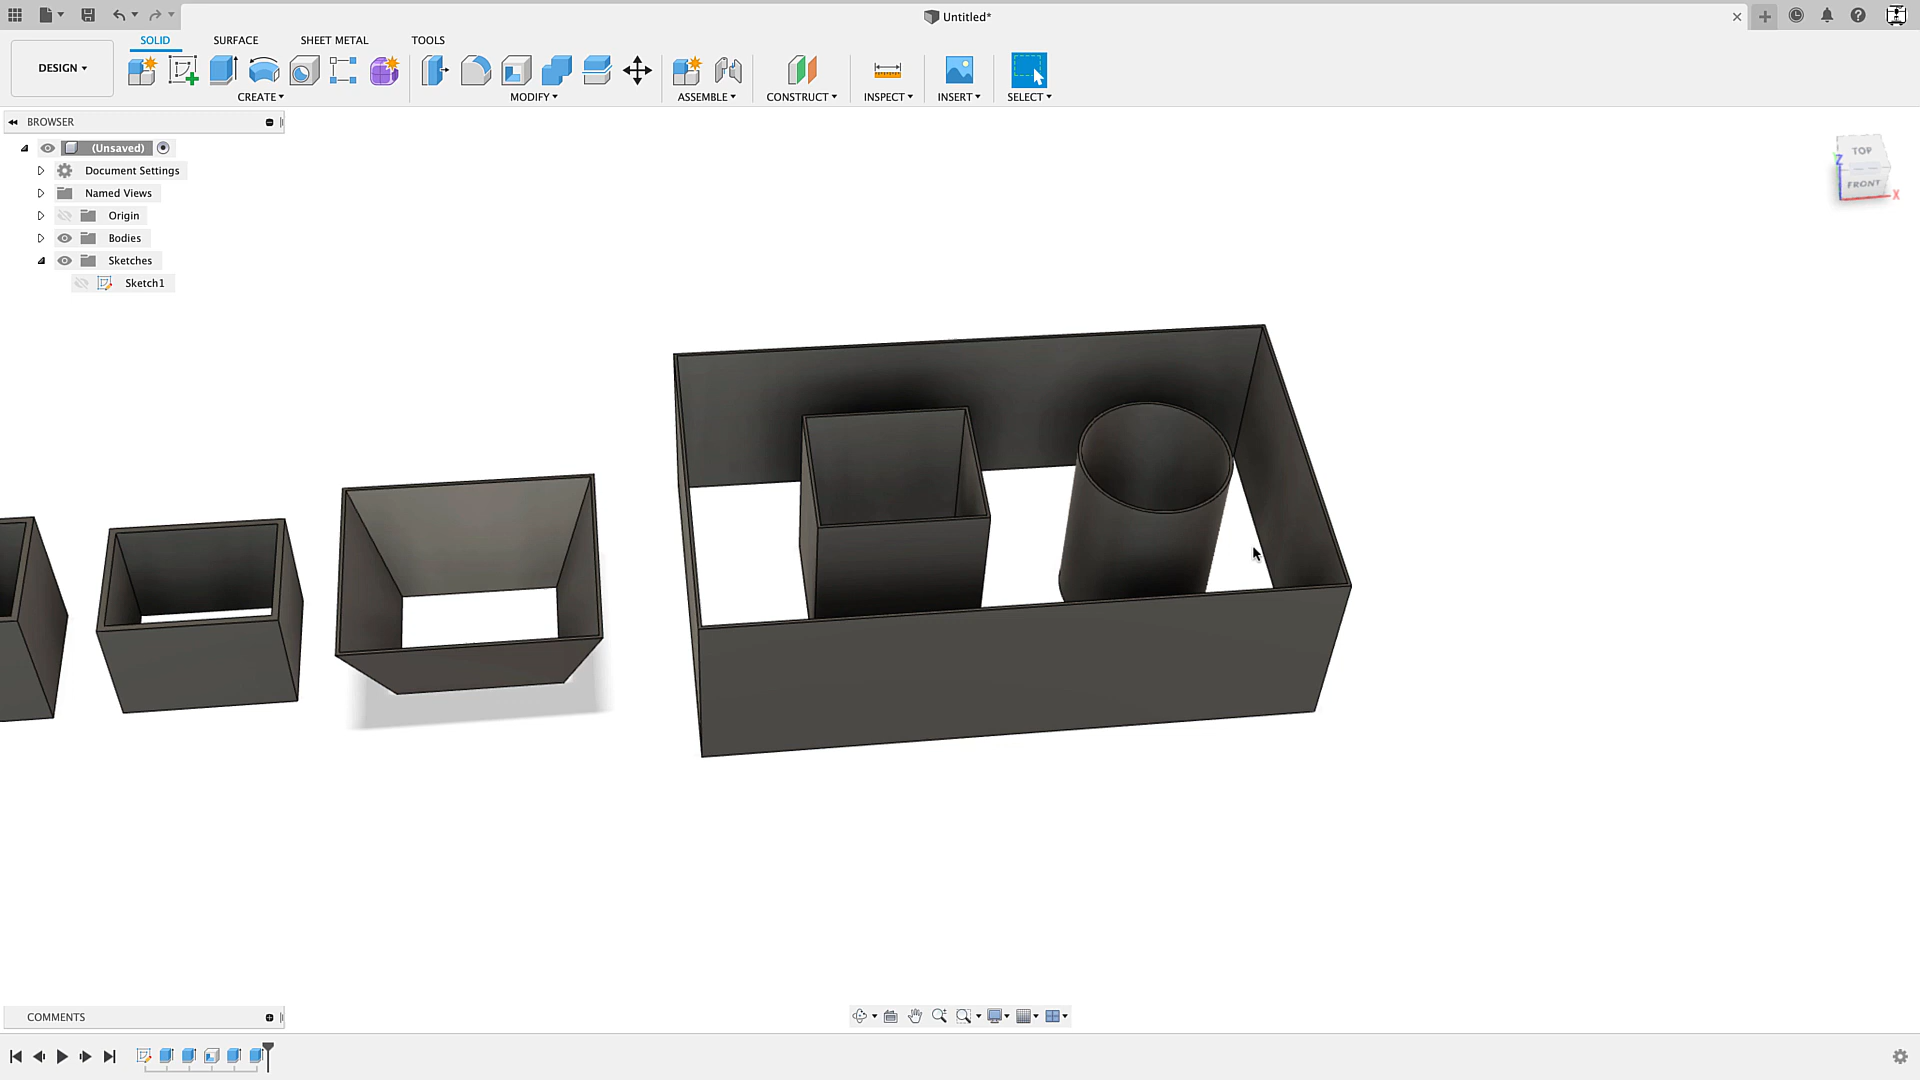 Untitled*
SOLID SURFACE SHEET METAL TOOLS
DESIGN
CREATE MODIFY ASSEMBLE CONSTRUCT INSPECT INSERT SELECT
BROWSER
(Unsaved)
Document Settings
Named Views
Origin
Bodies
Sketches
Sketch1
TOP
Z
FRONT
X
COMMENTS